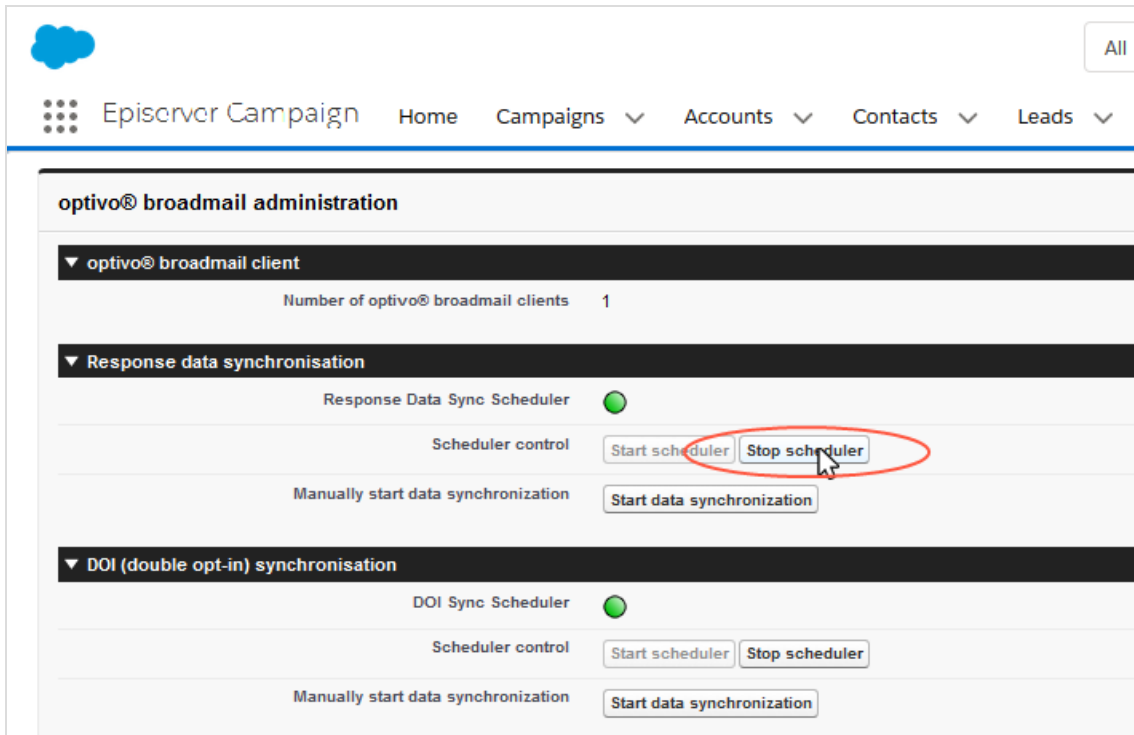 All
Episerver Campaign Home Campaigns Accounts Contacts Leads
optivo® broadmail administration
optivo® broadmail client
Number of optivo® broadmail clients 1
Response data synchronisation
Response Data Sync Scheduler
Scheduler control Start scheduler Stop scheduler
Manually start data synchronization Start data synchronization
DOI (double opt-in) synchronisation
DOI Sync Scheduler
Scheduler control Start scheduler Stop scheduler
Manually start data synchronization Start data synchronization